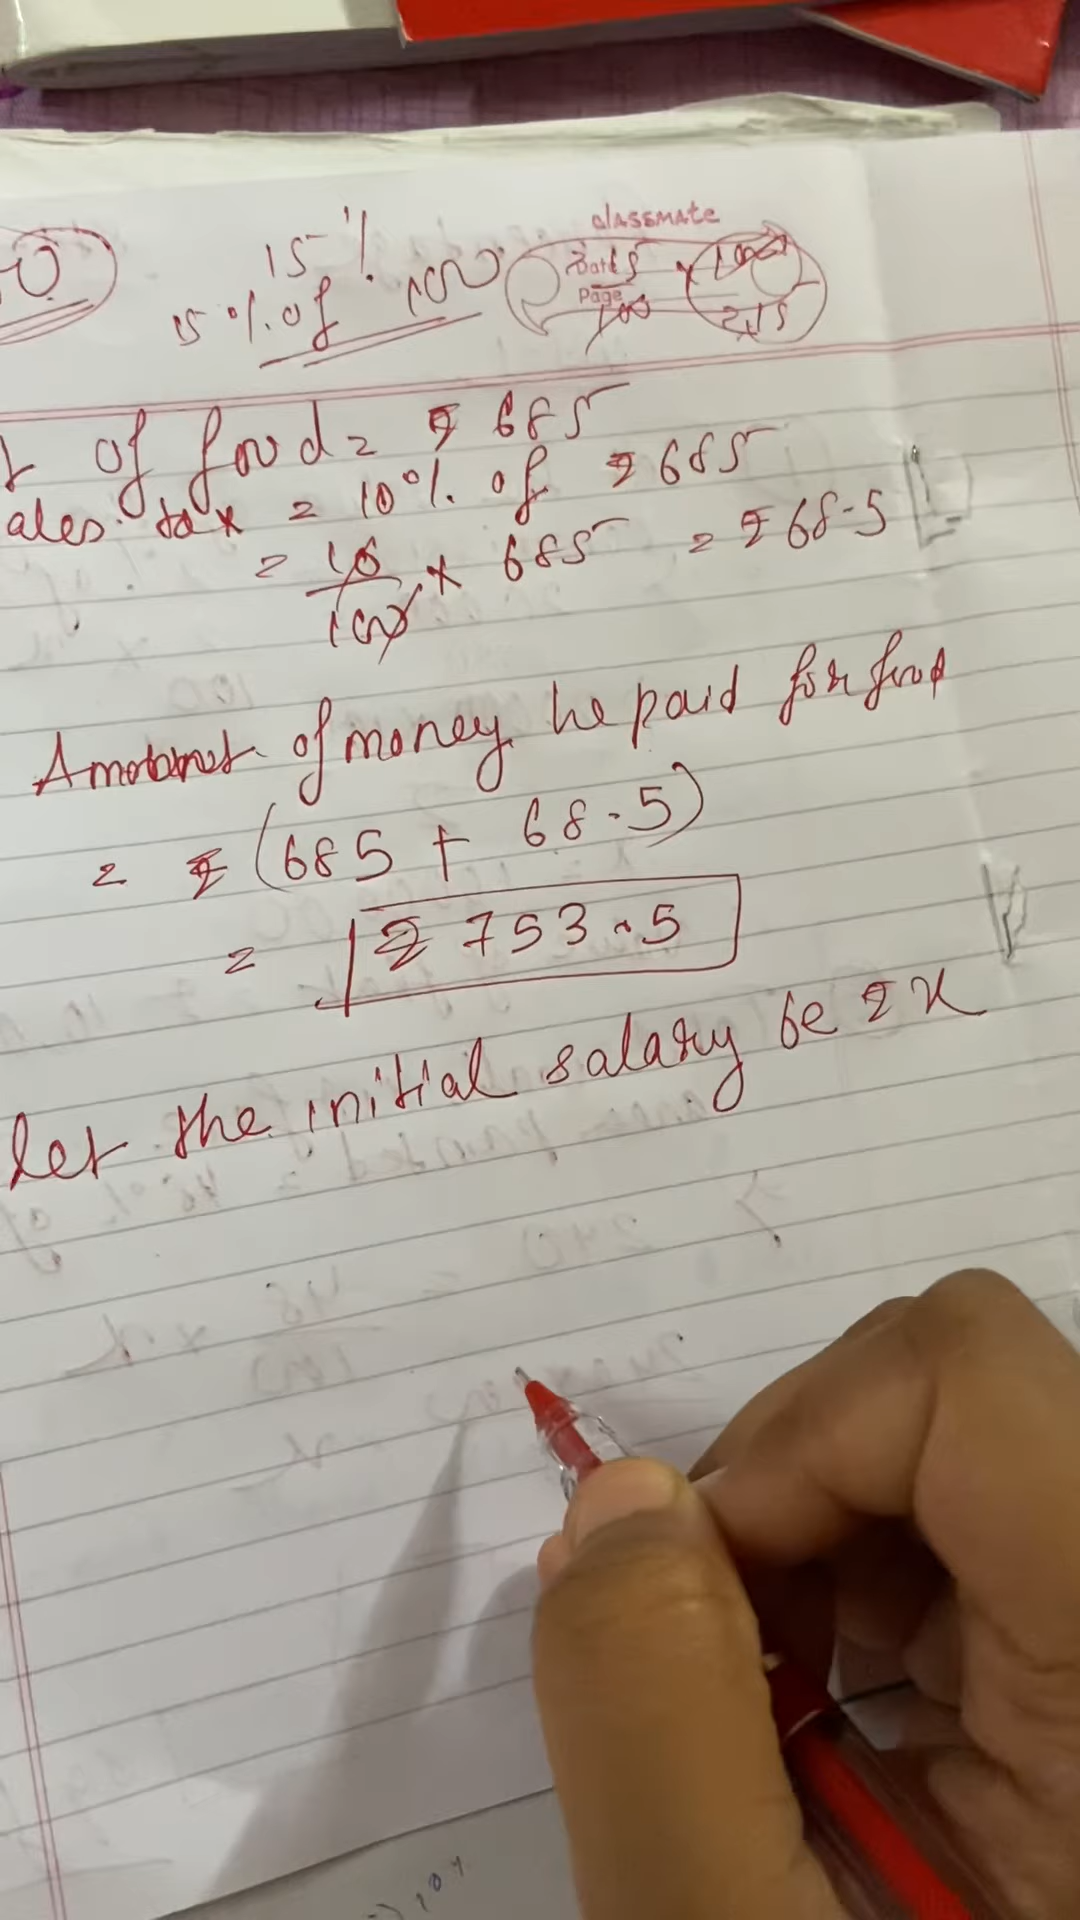 15 %
15 %. of 100
classmate
Date
Page
of food = ₹ 685
ales tax = 10%. of ₹ 685
= 10/100 × 685 = ₹ 68.5
of money he paid for food
= ₹ (685 + 68.5)
= ₹ 753.5
let the initial salary be ₹ x